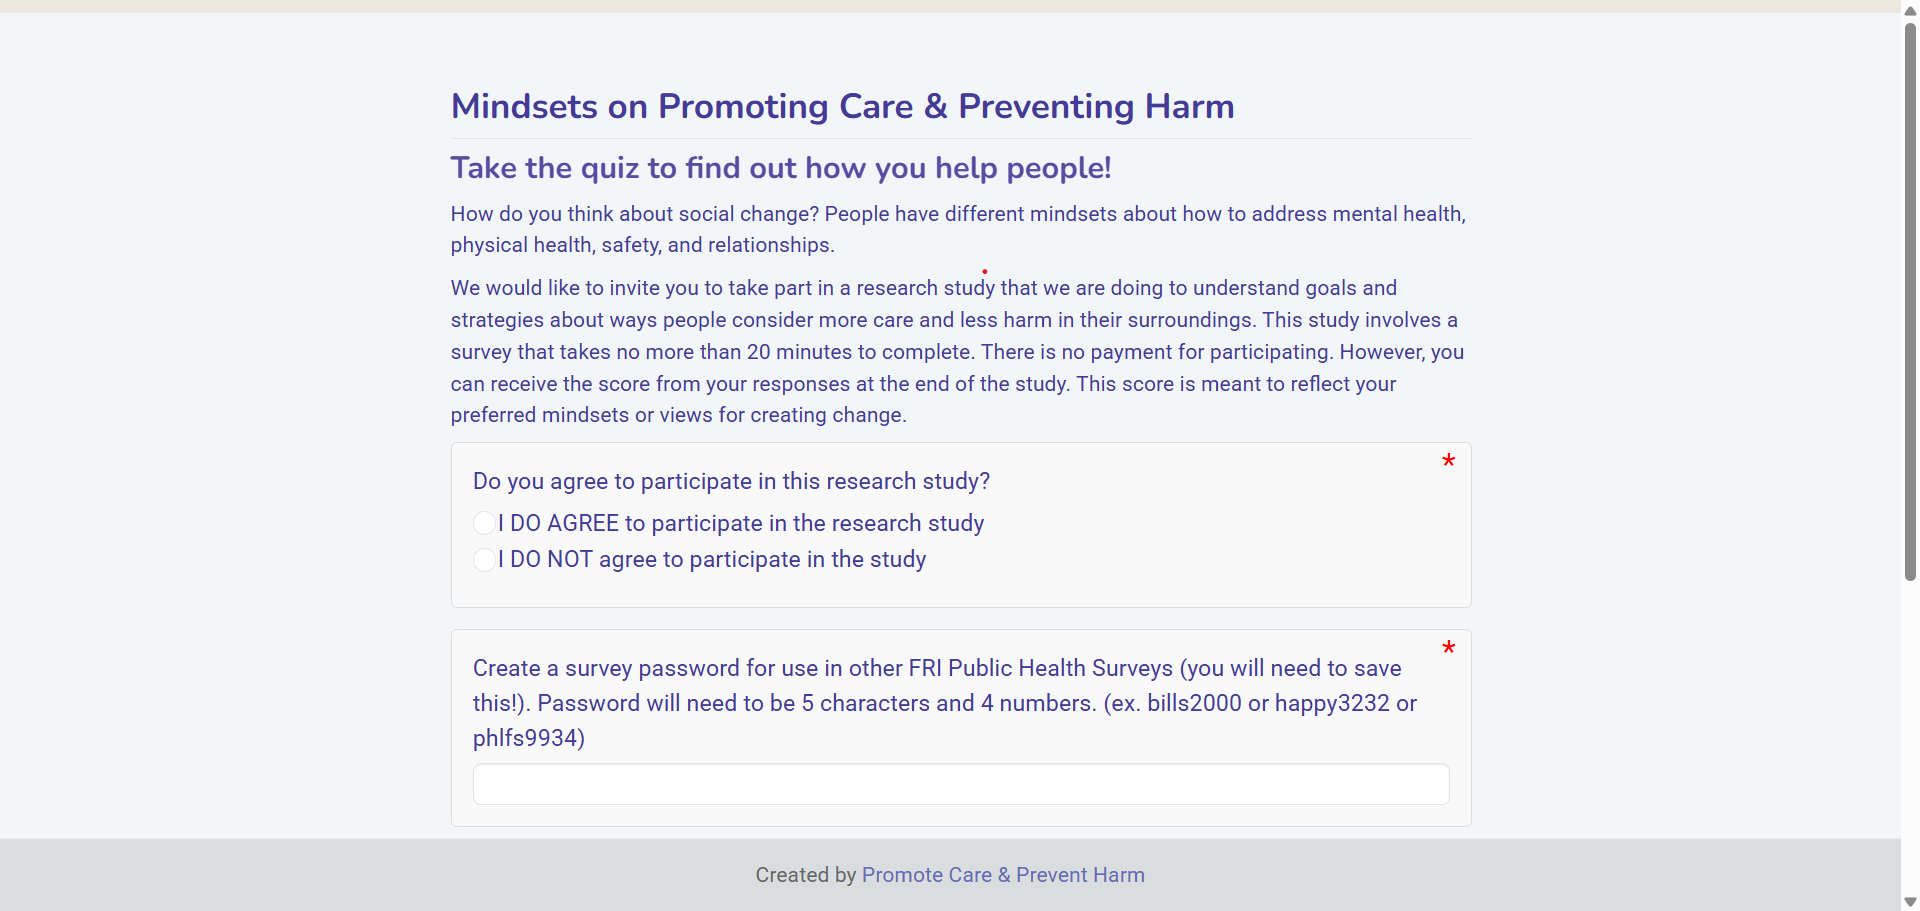 Mindsets on Promoting Care & Preventing Harm
Take the quiz to find out how you help people!
How do you think about social change? People have different mindsets about how to address mental health,
physical health, safety, and relationships.
We would like to invite you to take part in a research study that we are doing to understand goals and
strategies about ways people consider more care and less harm in their surroundings. This study involves a
survey that takes no more than 20 minutes to complete. There is no payment for participating. However, you
can receive the score from your responses at the end of the study. This score is meant to reflect your
preferred mindsets or views for creating change.
*
Do you agree to participate in this research study?
I DO AGREE to participate in the research study
I DO NOT agree to participate in the study
*
Create a survey password for use in other FRI Public Health Surveys (you will need to save
this!). Password will need to be 5 characters and 4 numbers. (ex. bills2000 or happy3232 or
phlfs9934)
Created by Promote Care & Prevent Harm